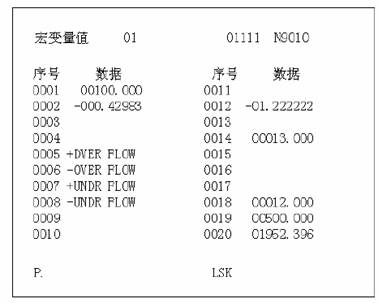 宏变量值 01 01111 N9010
序号 数据 序号 数据
0001 00100.000 0011
0002 -000.42983 0012 -01.222222
0003 0013
0004 0014 00013.000
0005 +DVER FLOW 0015
0006 -OVER FLOW 0016
0007 +UNDR FLOW 0017
0008 -UNDR FLOW 0018 00012.000
0009 0019 00500.000
0010 0020 01952.396
P. LSK